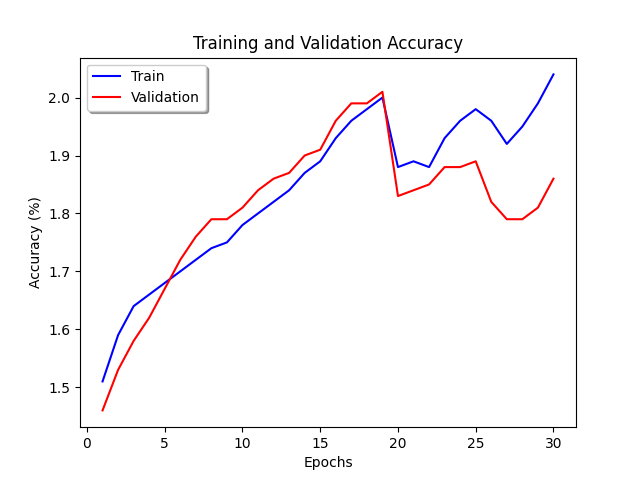 Training and Validation Accuracy
Train
Validation
2.0
1.9
1.8
1.7
1.6
1.5
Accuracy (%)
0 5 10 15 20 25 30
Epochs